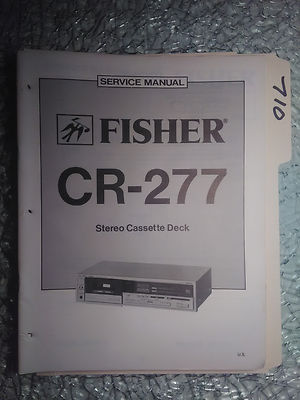 SERVICE MANUAL
FISHER®
CR-277
Stereo Cassette Deck
710